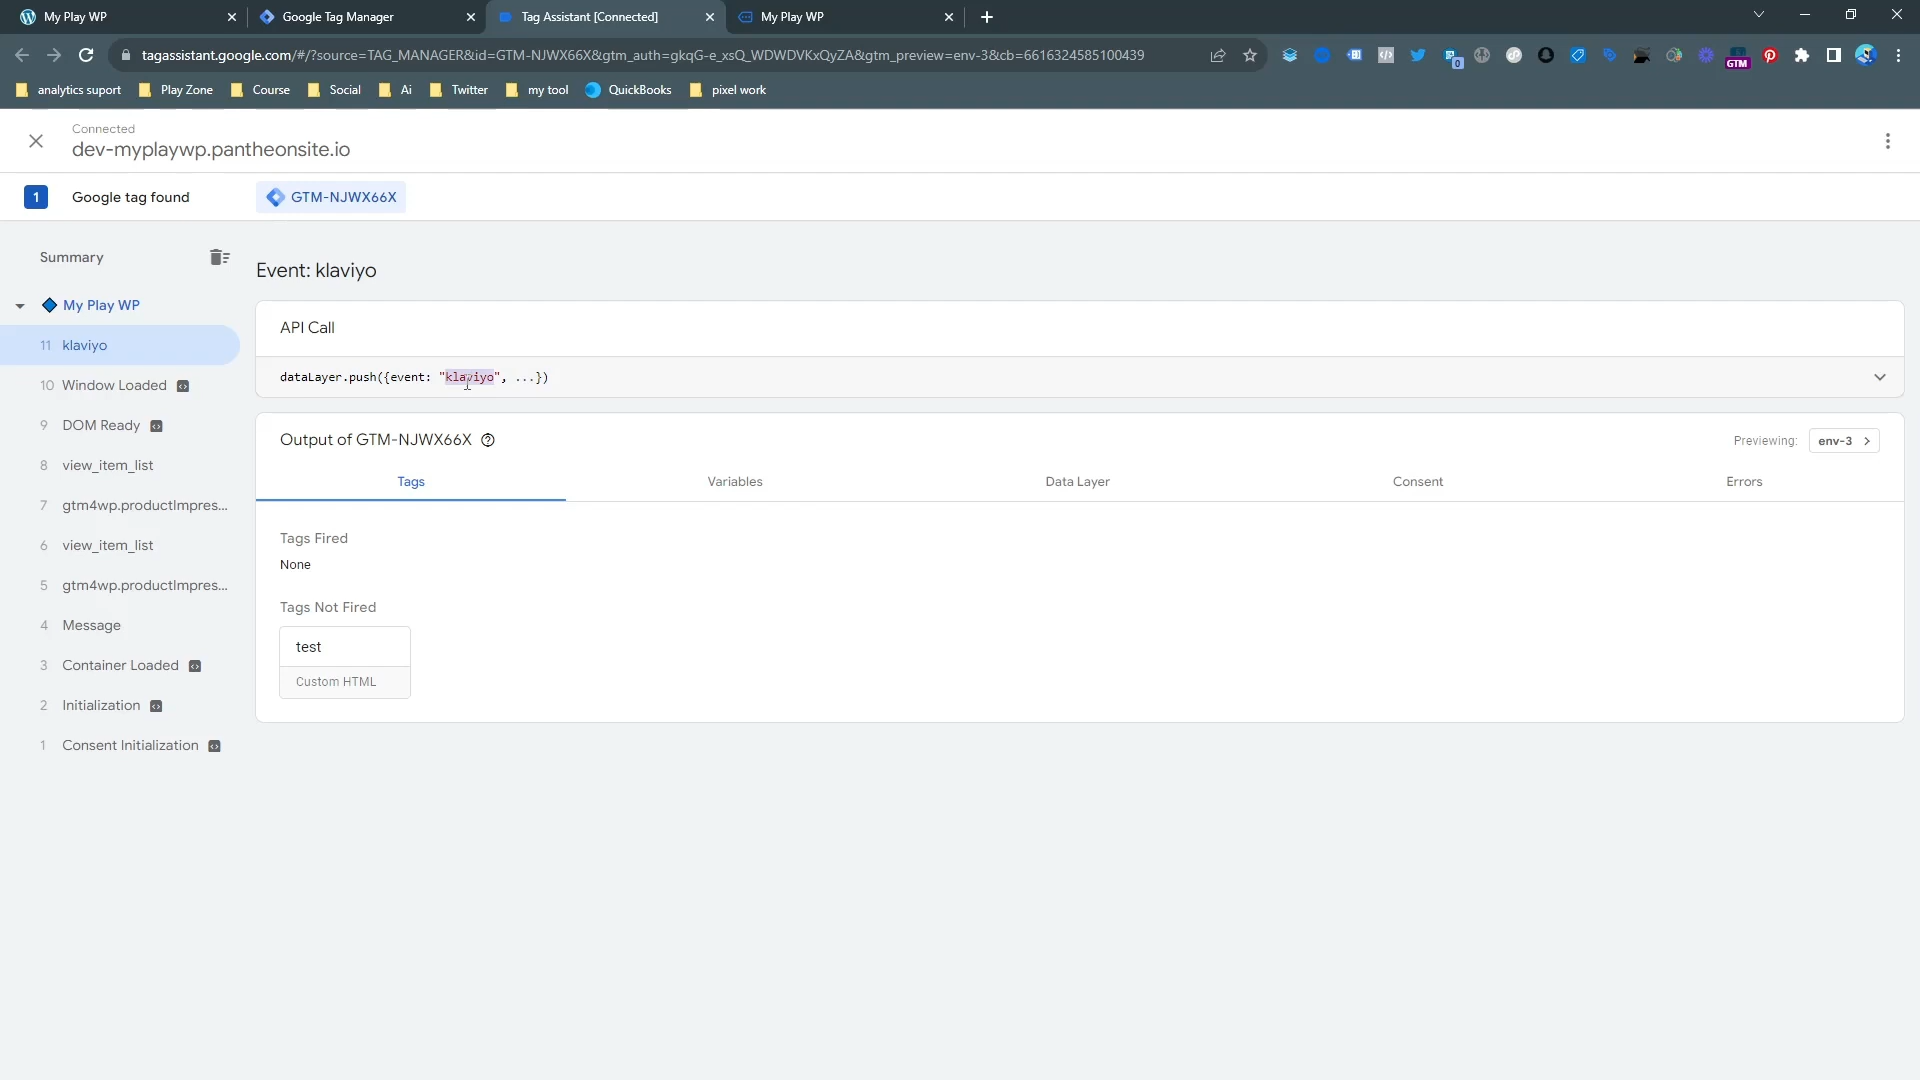 My Play WP
Google Tag Manager
Tag Assistant [Connected]
My Play WP
tagassistant.google.com/#/?source=TAG_MANAGER&id=GTM-NJWX66X&gtm_auth=gkqG-e_xsQ_WDWDVKxQyZA&gtm_preview=env-3&cb=6616324585100439
0
GTM
analytics suport
Play Zone
Course
Social
Ai
Twitter
my tool
QuickBooks
pixel work
Connected
dev-myplaywp.pantheonsite.io
1
Google tag found
GTM-NJWX66X
Summary
My Play WP
11 klaviyo
10 Window Loaded
9 DOM Ready
8 view_item_list
7 gtm4wp.productImpres...
6 view_item_list
5 gtm4wp.productImpres...
4 Message
3 Container Loaded
2 Initialization
1 Consent Initialization
Event: klaviyo
API Call
dataLayer.push({event: "klaviyo", ...})
Output of GTM-NJWX66X
Previewing: env-3
Tags
Variables
Data Layer
Consent
Errors
Tags Fired
None
Tags Not Fired
test
Custom HTML